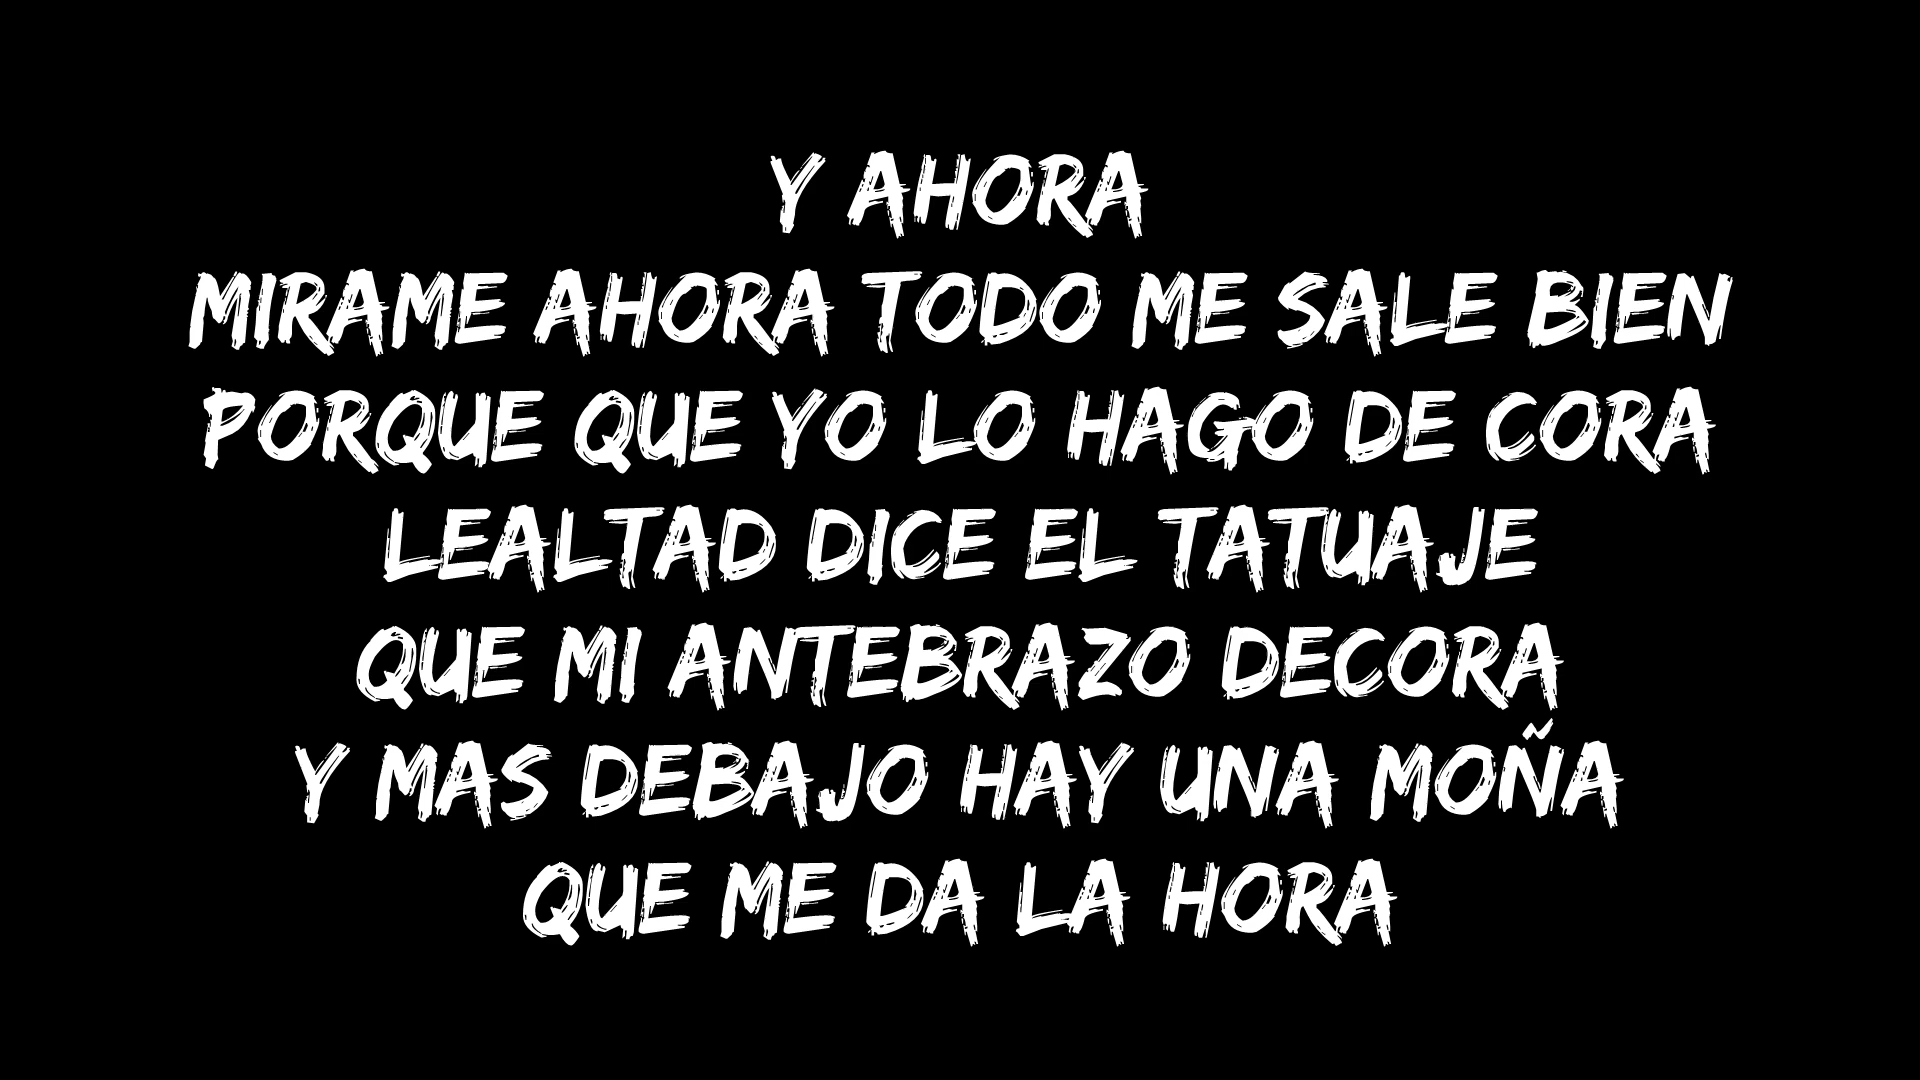 Y AHORA
MIRAME AHORA TODO ME SALE BIEN
PORQUE QUE YO LO HAGO DE CORA
LEALTAD DICE EL TATUAJE
QUE MI ANTEBRAZO DECORA
Y MAS DEBAJO HAY UNA MOÑA
QUE ME DA LA HORA